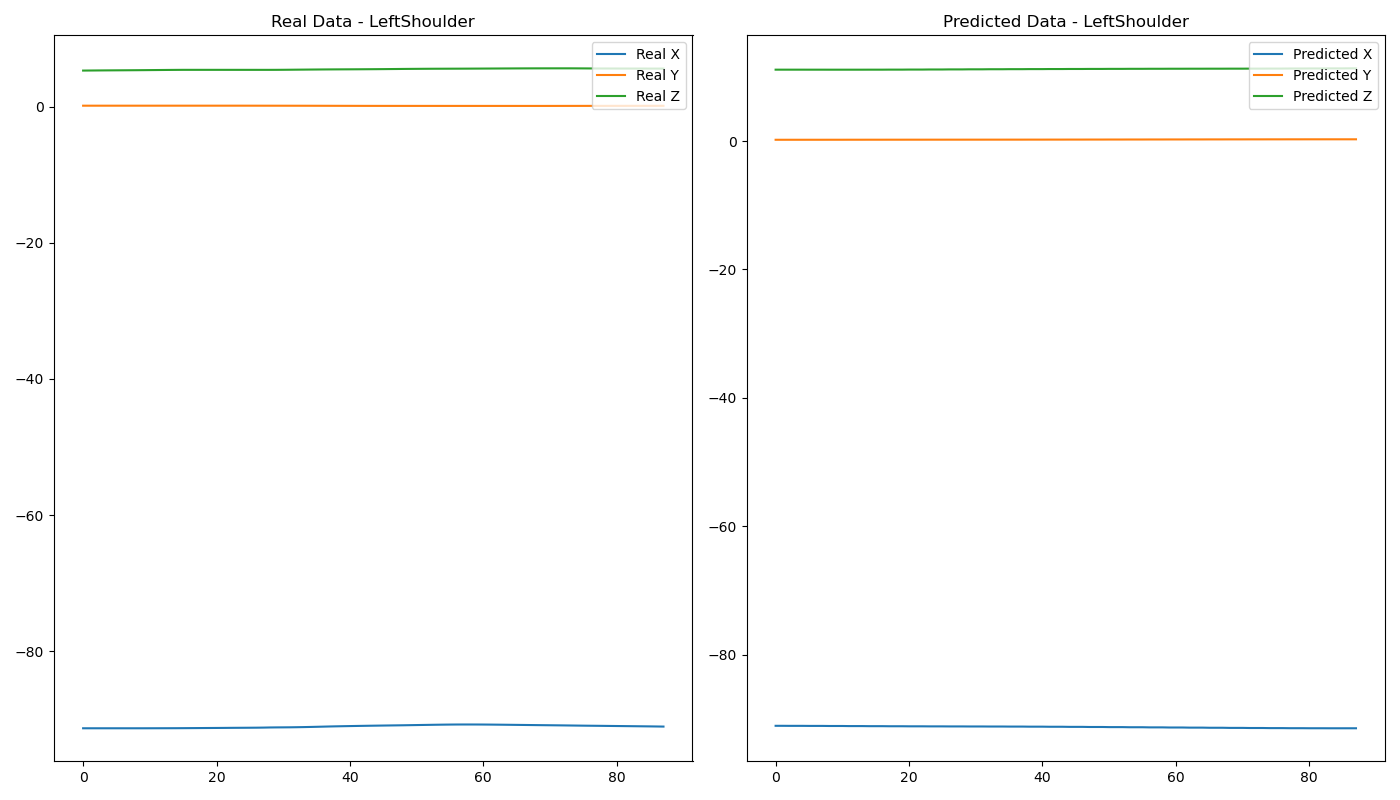 Real Data - LeftShoulder
Real X
Real Y
Real Z
0
−20
−40
−60
−80
0 20 40 60 80
Predicted Data - LeftShoulder
Predicted X
Predicted Y
Predicted Z
0
−20
−40
−60
−80
0 20 40 60 80